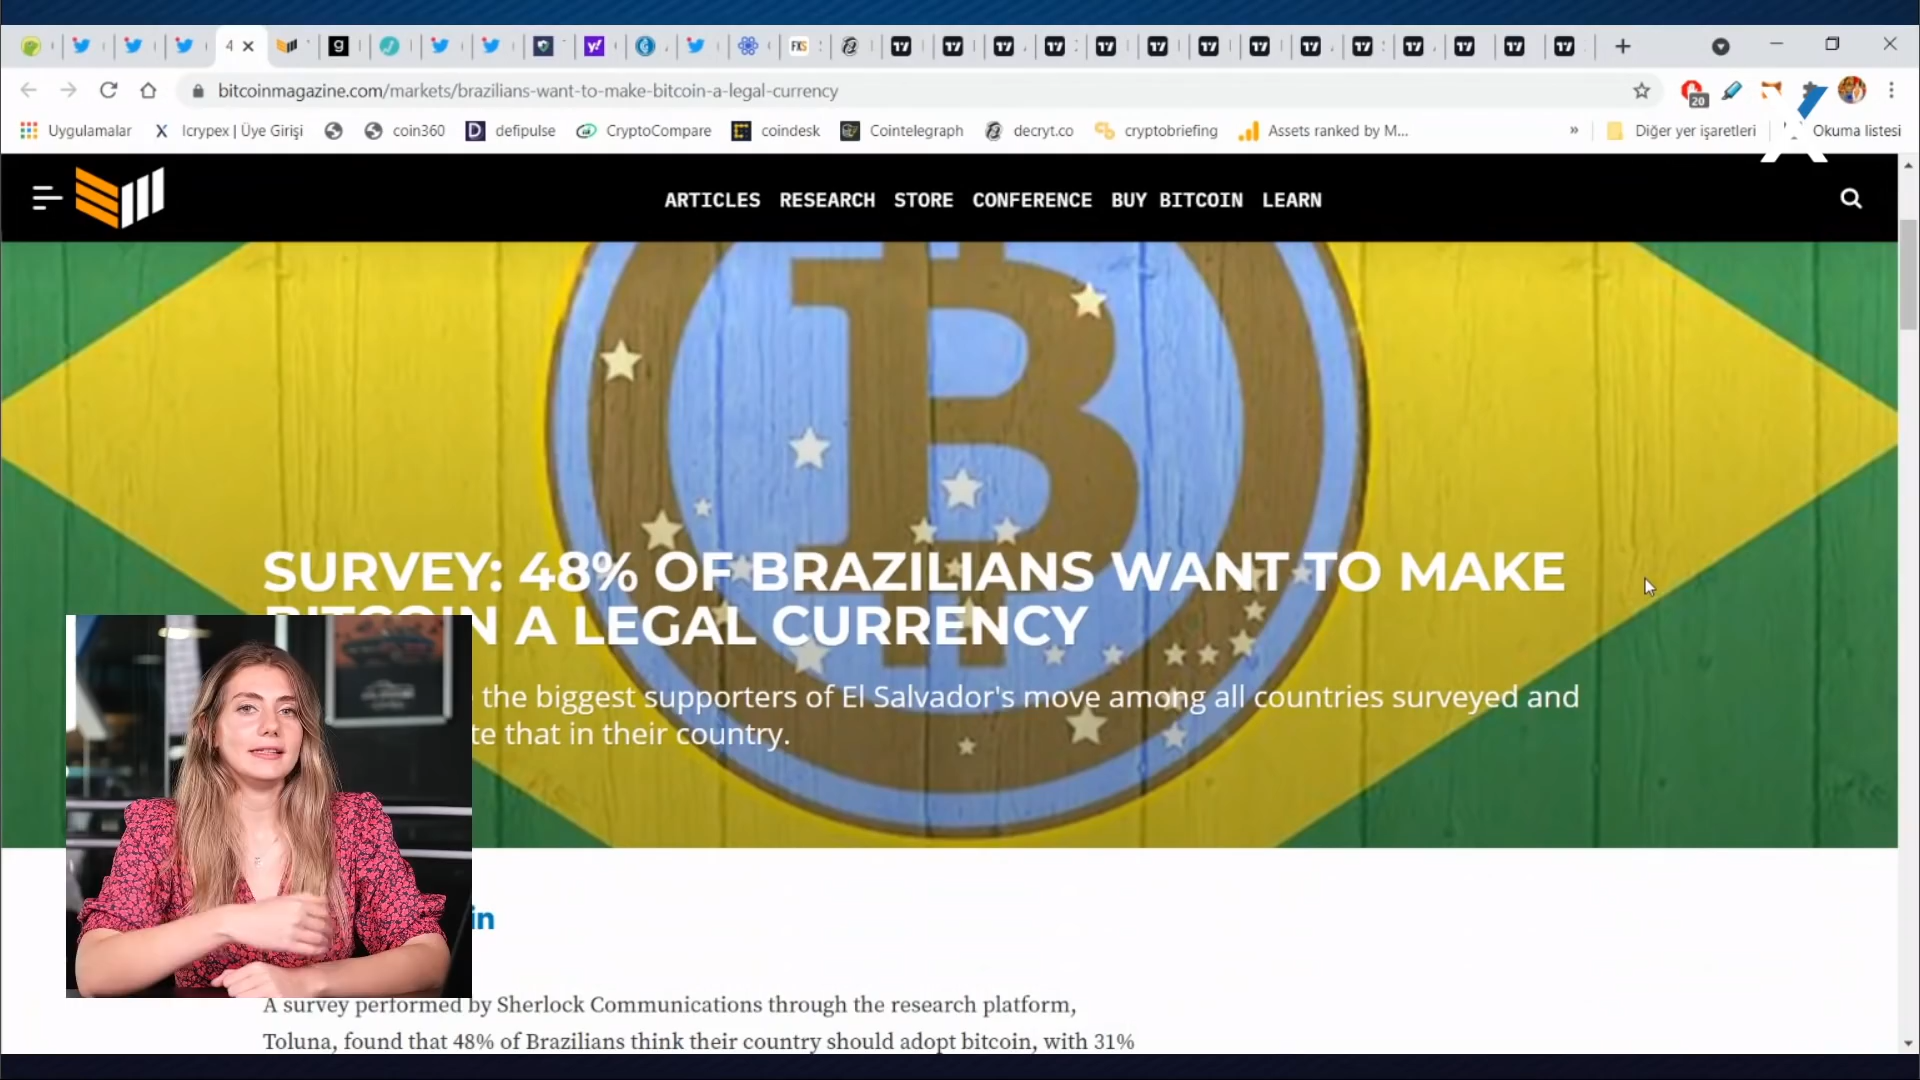 4
20
bitcoinmagazine.com/markets/brazilians-want-to-make-bitcoin-a-legal-currency
Uygulamalar Icrypex | Üye Girişi coin360 defipulse CryptoCompare coindesk Cointelegraph decryt.co cryptobriefing Assets ranked by M... » Diğer yer işaretleri Okuma listesi
ARTICLES RESEARCH STORE CONFERENCE BUY BITCOIN LEARN
SURVEY: 48% OF BRAZILIANS WANT TO MAKE
BITCOIN A LEGAL CURRENCY
the biggest supporters of El Salvador's move among all countries surveyed and
that in their country.
in
A survey performed by Sherlock Communications through the research platform,
Toluna, found that 48% of Brazilians think their country should adopt bitcoin, with 31%